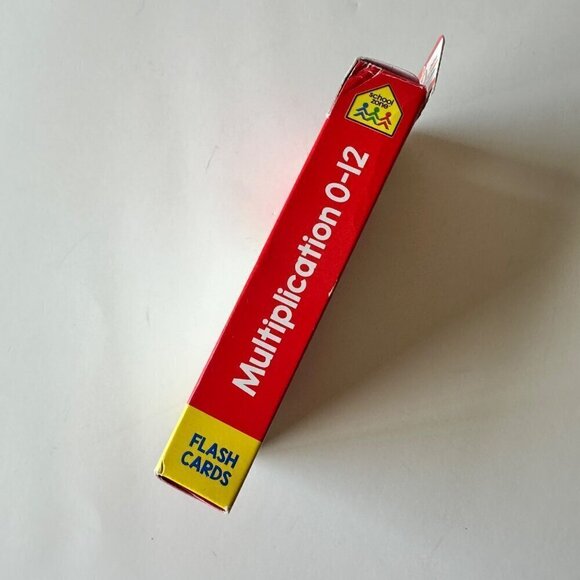 school
zone
Multiplication 0-12
FLASH
CARDS